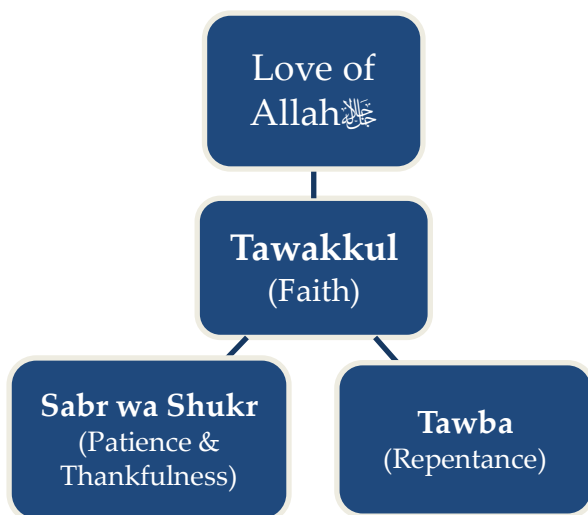 Love of
Allahﷻ
Tawakkul
(Faith)
Sabr wa Shukr
(Patience &
Thankfulness)
Tawba
(Repentance)